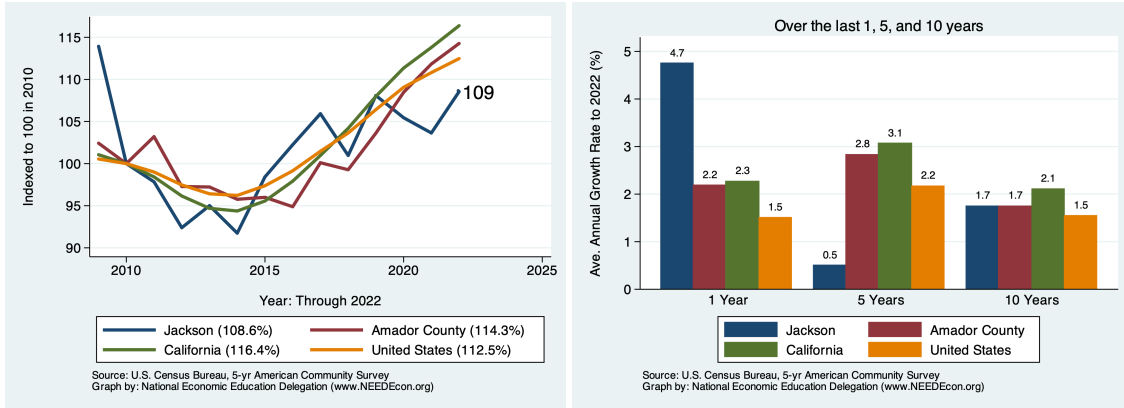 Indexed to 100 in 2010
115
110
105
100
95
90
109
2010
2015
2020
2025
Year: Through 2022
Jackson (108.6%)
Amador County (114.3%)
California (116.4%)
United States (112.5%)
Source: U.S. Census Bureau, 5-yr American Community Survey
Graph by: National Economic Education Delegation (www.NEEDEcon.org)
Over the last 1, 5, and 10 years
Ave. Annual Growth Rate to 2022 (%)
5
4
3
2
1
0
4.7
2.2
2.3
1.5
0.5
2.8
3.1
2.2
1.7
1.7
2.1
1.5
1 Year
5 Years
10 Years
Jackson
Amador County
California
United States
Source: U.S. Census Bureau, 5-yr American Community Survey
Graph by: National Economic Education Delegation (www.NEEDEcon.org)